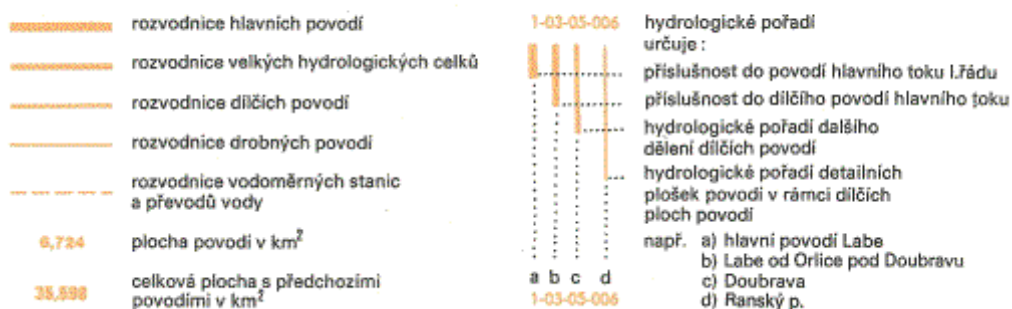 rozvodnice hlavních povodí
rozvodnice velkých hydrologických celků
rozvodnice dílčích povodí
rozvodnice drobných povodí
rozvodnice vodoměrných stanic
a převodů vody
6,724 plocha povodí v km²
38,598 celková plocha s předchozími
povodími v km²
1-03-05-006 hydrologické pořadí
určuje :
příslušnost do povodí hlavního toku I.řádu
příslušnost do dílčího povodí hlavního toku
hydrologické pořadí dalšího
dělení dílčích povodí
hydrologické pořadí detailních
plošek povodí v rámci dílčích
ploch povodí
např. a) hlavní povodí Labe
b) Labe od Orlice pod Doubravu
c) Doubrava
d) Ranský p.
a b c d
1-03-05-006